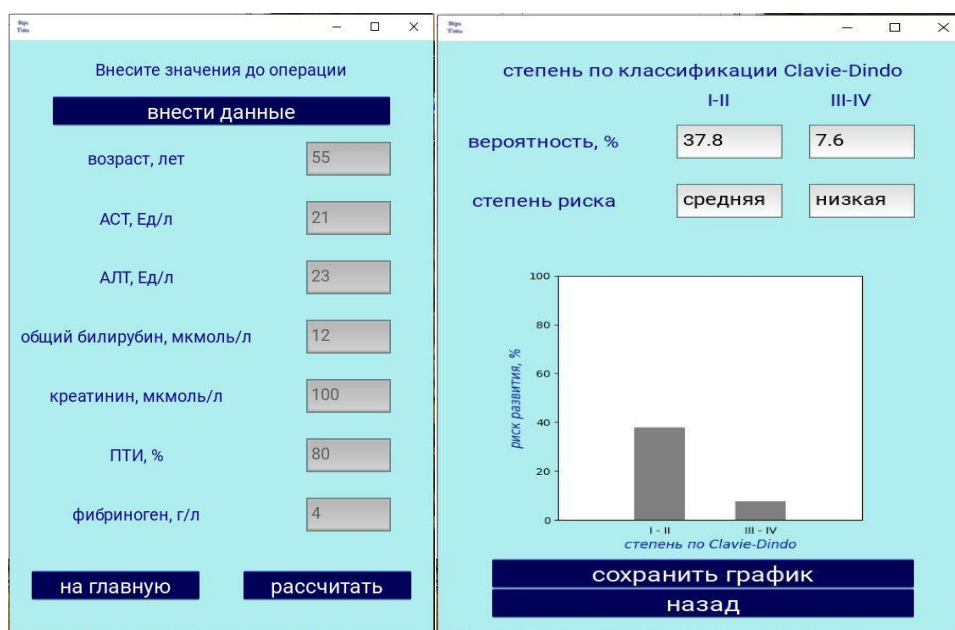 Внесите значения до операции
внести данные
возраст, лет 55
АСТ, Ед/л 21
АЛТ, Ед/л 23
общий билирубин, мкмоль/л 12
креатинин, мкмоль/л 100
ПТИ, % 80
фибриноген, г/л 4
на главную рассчитать
степень по классификации Clavie-Dindo
I-II III-IV
вероятность, % 37.8 7.6
степень риска средняя низкая
100
80
60
40
20
0
риск развития, %
I - II III - IV
степень по Clavie-Dindo
сохранить график
назад